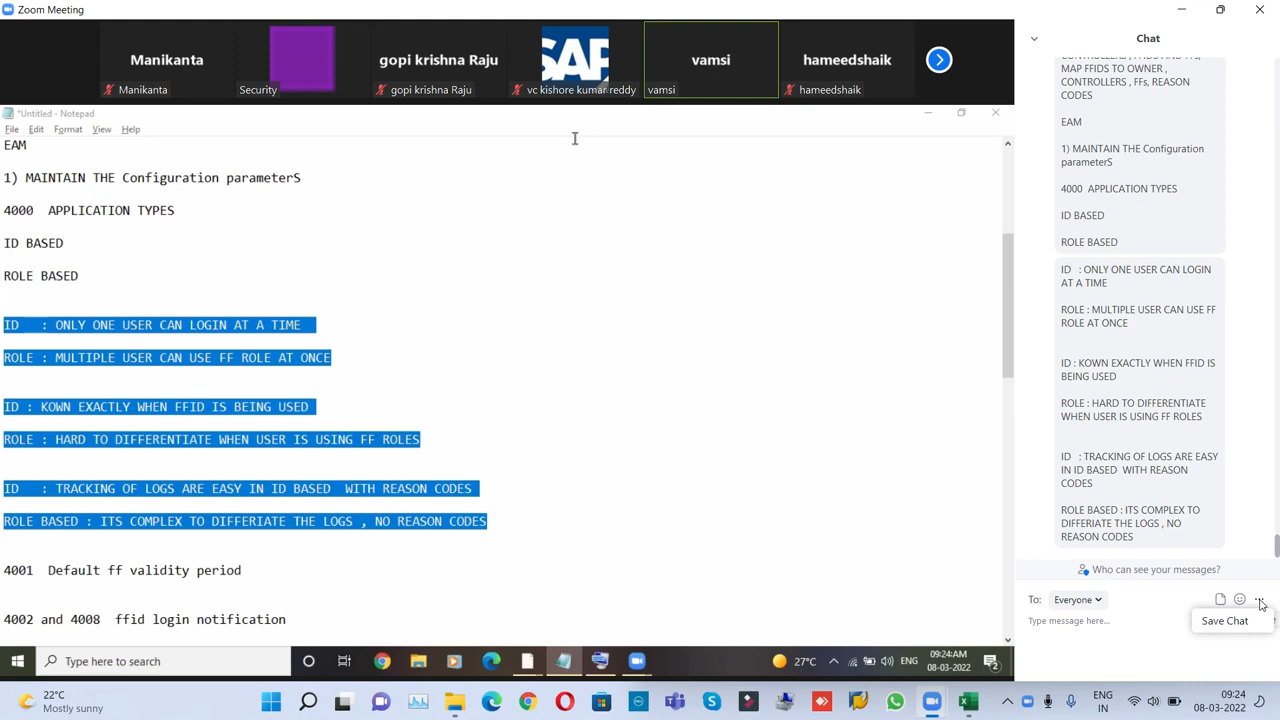 Zoom Meeting
Manikanta
gopi krishna Raju
SAP
vamsi
hameedshaik
Manikanta
Security
gopi krishna Raju
vc kishore kumar reddy
vamsi
hameedshaik
*Untitled - Notepad
File Edit Format View Help
EAM
1) MAINTAIN THE Configuration parameterS
4000 APPLICATION TYPES
ID BASED
ROLE BASED
ID : ONLY ONE USER CAN LOGIN AT A TIME
ROLE : MULTIPLE USER CAN USE FF ROLE AT ONCE
ID : KOWN EXACTLY WHEN FFID IS BEING USED
ROLE : HARD TO DIFFERENTIATE WHEN USER IS USING FF ROLES
ID : TRACKING OF LOGS ARE EASY IN ID BASED WITH REASON CODES
ROLE BASED : ITS COMPLEX TO DIFFERIATE THE LOGS , NO REASON CODES
4001 Default ff validity period
4002 and 4008 ffid login notification
Type here to search
27°C
ENG
09:24AM
08-03-2022
2
Chat
MAP FFIDS TO OWNER ,
CONTROLLERS , FFs, REASON
CODES
EAM
1) MAINTAIN THE Configuration
parameterS
4000 APPLICATION TYPES
ID BASED
ROLE BASED
ID : ONLY ONE USER CAN LOGIN
AT A TIME
ROLE : MULTIPLE USER CAN USE FF
ROLE AT ONCE
ID : KOWN EXACTLY WHEN FFID IS
BEING USED
ROLE : HARD TO DIFFERENTIATE
WHEN USER IS USING FF ROLES
ID : TRACKING OF LOGS ARE EASY
IN ID BASED WITH REASON
CODES
ROLE BASED : ITS COMPLEX TO
DIFFERIATE THE LOGS , NO
REASON CODES
Who can see your messages?
To: Everyone
Type message here...
Save Chat
22°C
Mostly sunny
ENG
IN
09:24
08-03-2022